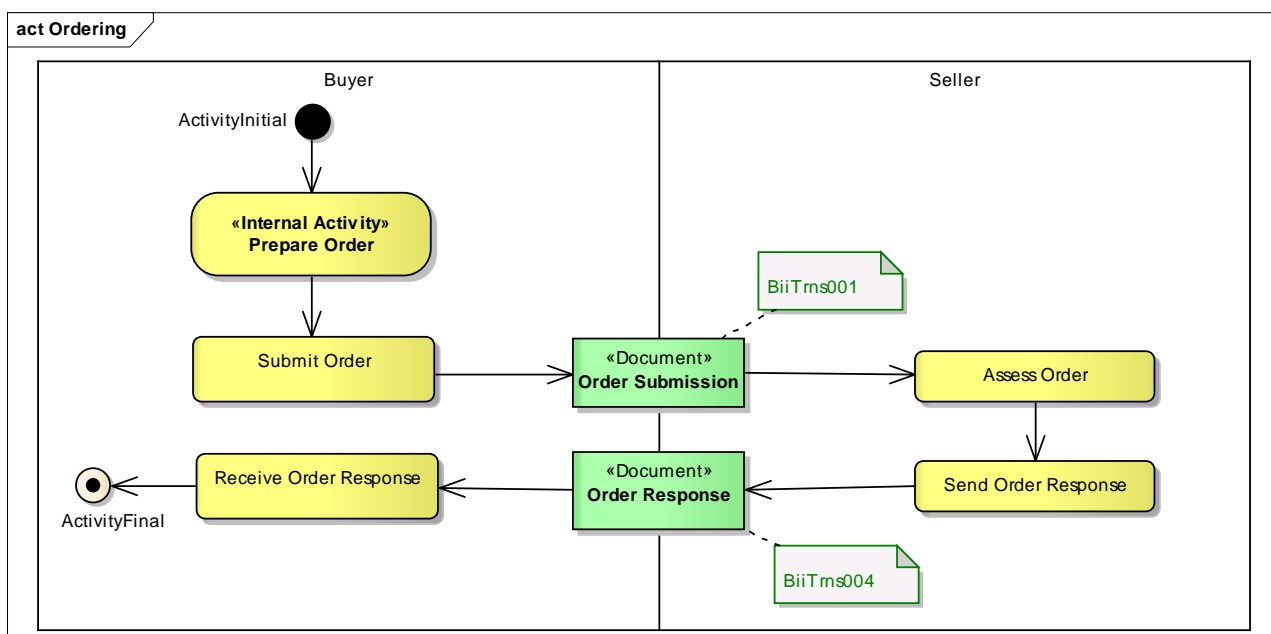 act Ordering
Buyer
Seller
ActivityInitial
«Internal Activity»
Prepare Order
BiiTrns001
Submit Order
«Document»
Order Submission
Assess Order
Receive Order Response
«Document»
Order Response
Send Order Response
ActivityFinal
BiiTrns004